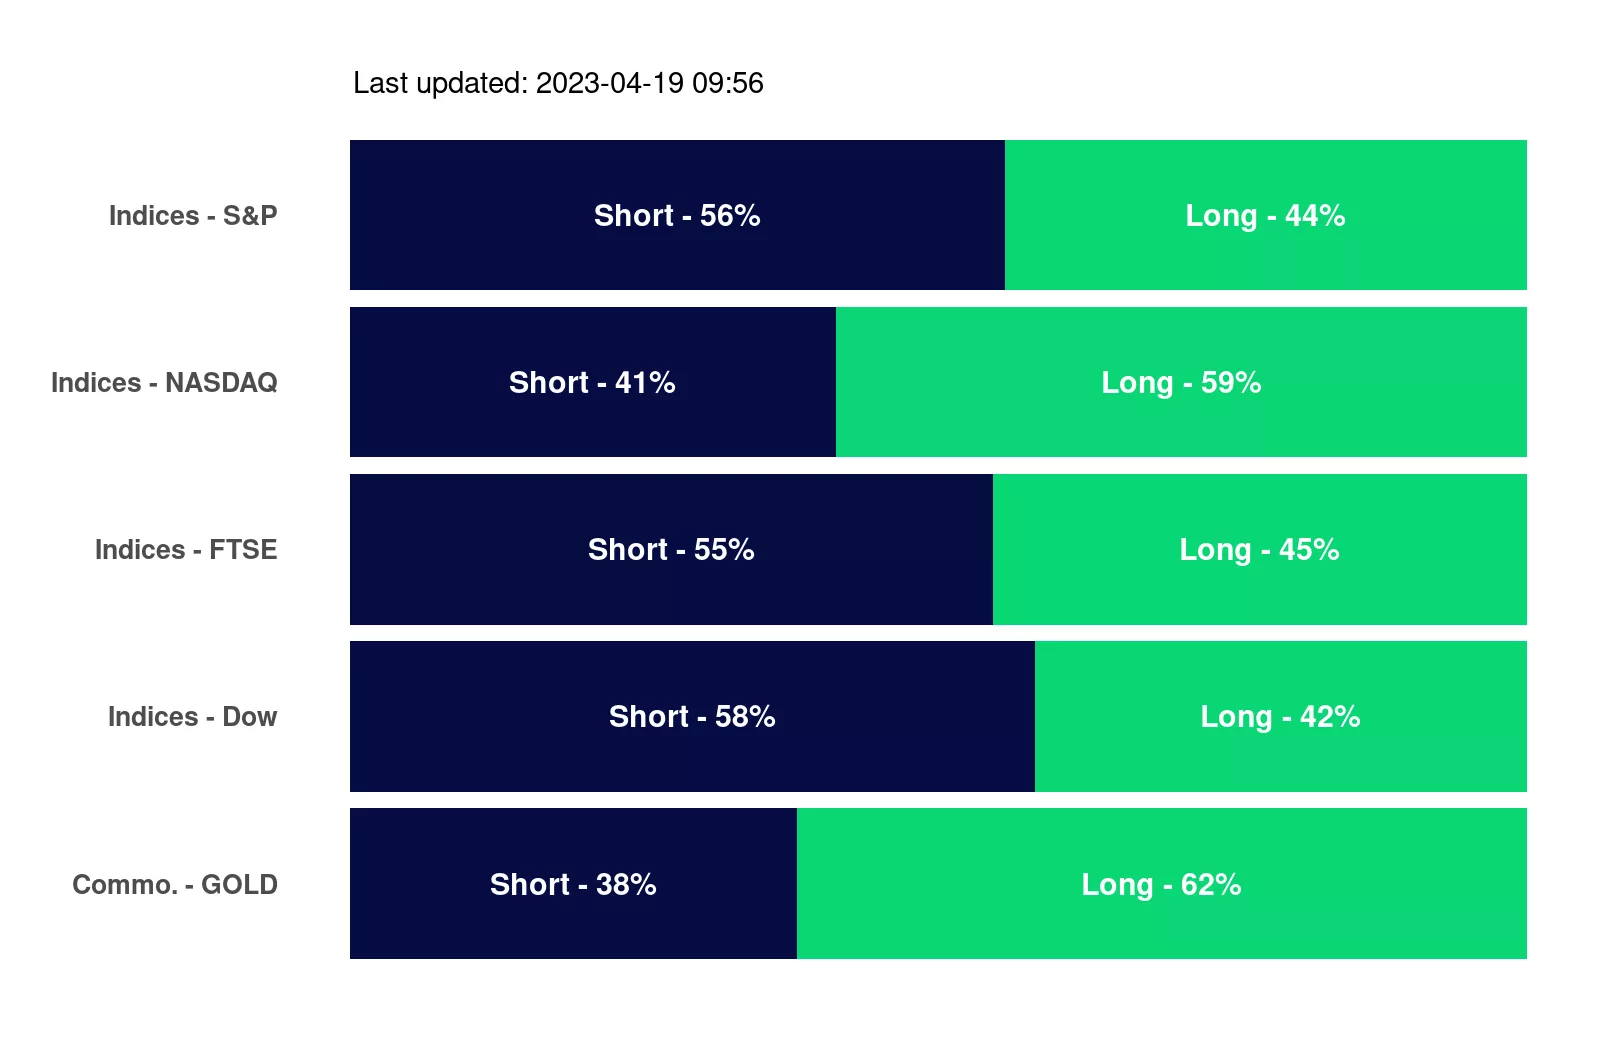 Last updated: 2023-04-19 09:56
Indices - S&P Short - 56% Long - 44%
Indices - NASDAQ Short - 41% Long - 59%
Indices - FTSE Short - 55% Long - 45%
Indices - Dow Short - 58% Long - 42%
Commo. - GOLD Short - 38% Long - 62%